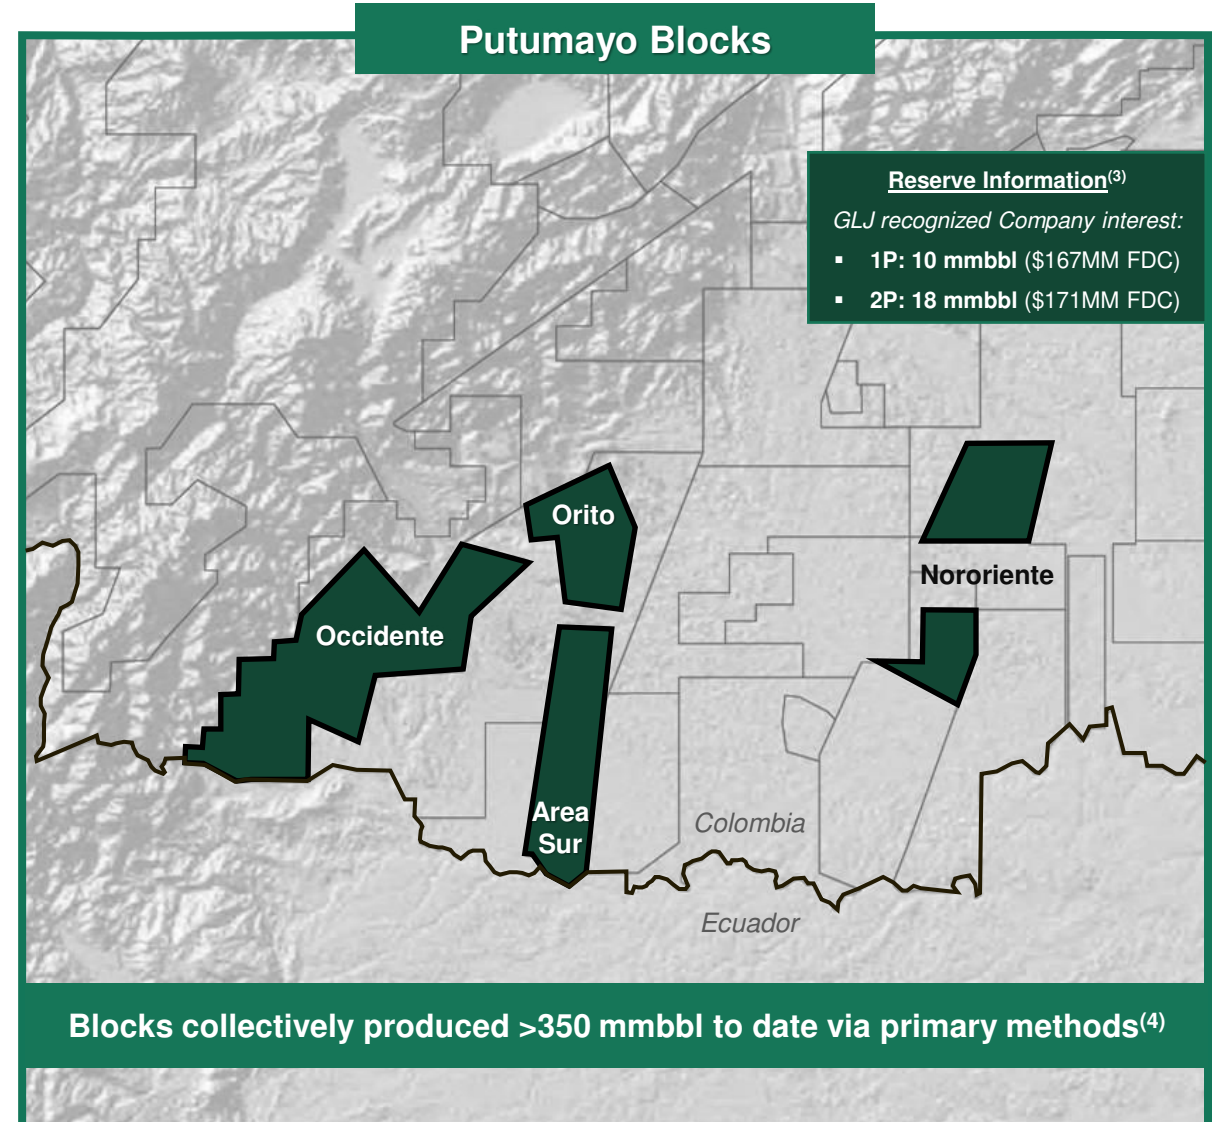 Putumayo Blocks
Reserve Information(3)
GLJ recognized Company interest:
▪ 1P: 10 mmbbl ($167MM FDC)
▪ 2P: 18 mmbbl ($171MM FDC)
Orito
Nororiente
Occidente
Area
Sur
Colombia
Ecuador
Blocks collectively produced >350 mmbbl to date via primary methods(4)